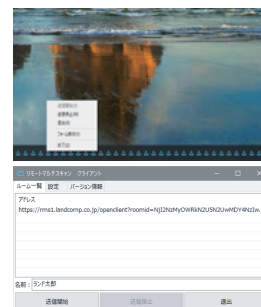 リモートマルチスキャン クライアント
ルーム一覧 設定 バージョン情報
アドレス
https://rms1.landcomp.co.jp/openclient?roomid=NjI2NzMyOWRkN2U5N2UwMDY4NzIw.
名前: ランド太郎
送信開始 送信停止 退出